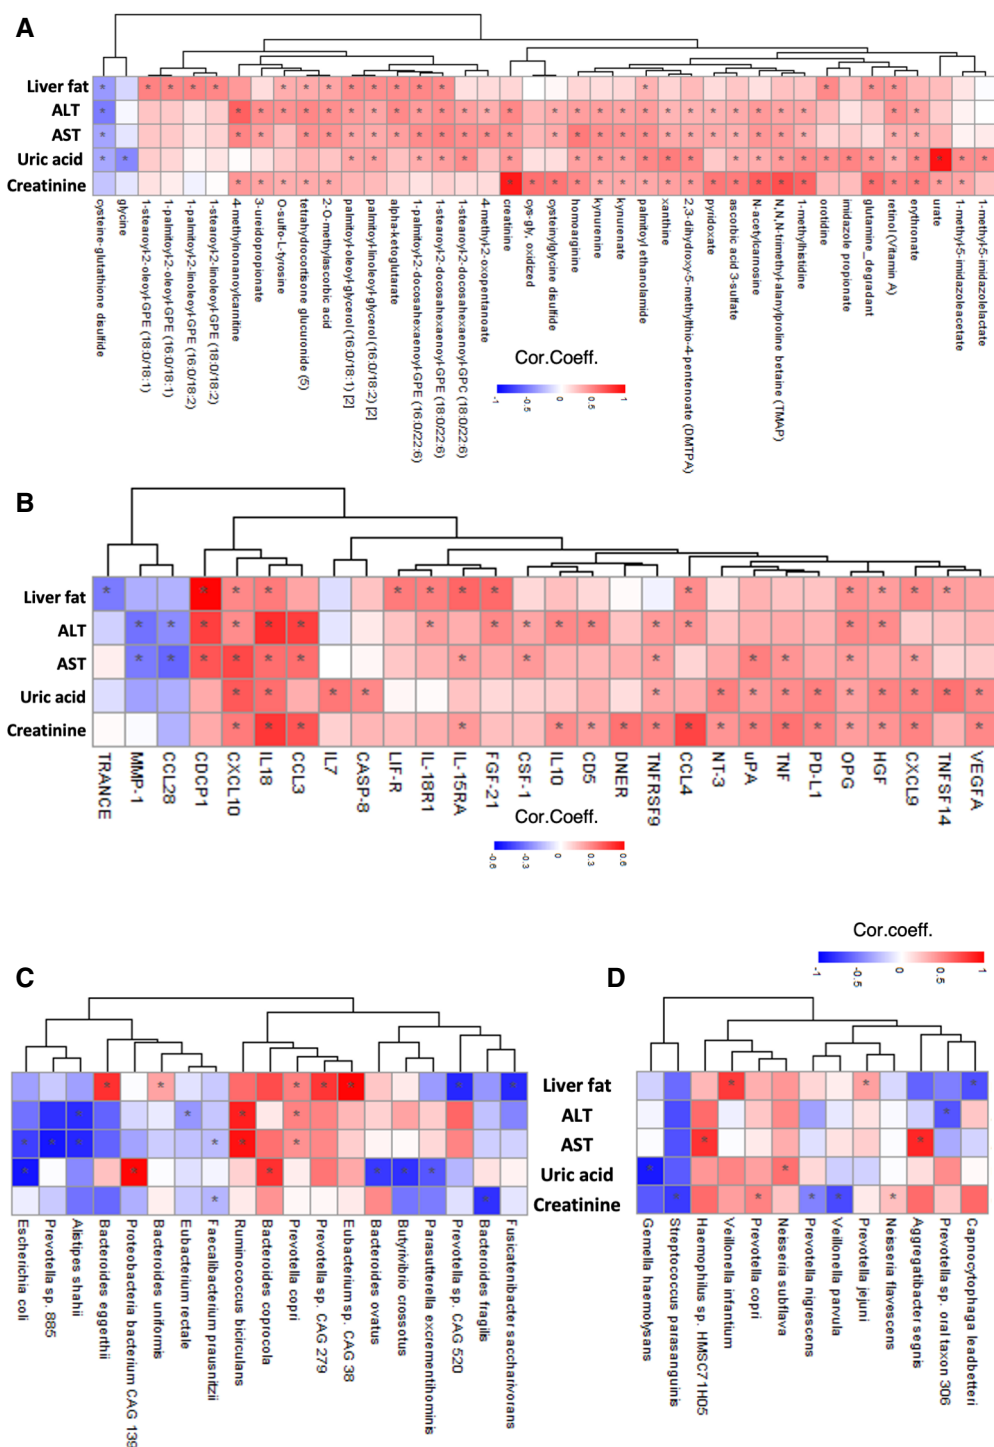 A
Liver fat
ALT
AST
Uric acid
Creatinine
cysteine-glutathione disulfide
glycine
1-stearoyl-2-oleoyl-GPE (18:0/18:1)
1-palmitoyl-2-oleoyl-GPE (16:0/18:1)
1-palmitoyl-2-linoleoyl-GPE (16:0/18:2)
1-stearoyl-2-linoleoyl-GPE (18:0/18:2)
4-methylnonanoylcarnitine
3-ureidopropionate
O-sulfo-L-tyrosine
tetrahydrocortisone glucuronide (5)
2-O-methylascorbic acid
palmitoyl-oleoyl-glycerol (16:0/18:1) [2]
palmitoyl-linoleoyl-glycerol (16:0/18:2) [2]
alpha-ketoglutarate
1-palmitoyl-2-docosahexaenoyl-GPE (16:0/22:6)
1-stearoyl-2-docosahexaenoyl-GPE (18:0/22:6)
1-stearoyl-2-docosahexaenoyl-GPC (18:0/22:6)
4-methyl-2-oxopentanoate
creatinine
cys-gly, oxidized
cysteinylglycine disulfide
homoarginine
kynurenine
kynurenate
palmitoyl ethanolamide
xanthine
2,3-dihydroxy-5-methylthio-4-pentenoate (DMTPA)
pyridoxate
ascorbic acid 3-sulfate
N-acetylcarnosine
N,N,N-trimethyl-alanylproline betaine (TMAP)
1-methylhistidine
orotidine
imidazole propionate
glutamine_degradant
retinol (Vitamin A)
erythronate
urate
1-methyl-5-imidazoleacetate
1-methyl-5-imidazolelactate
Cor.Coeff.
-1
-0.5
0
0.5
1
B
Liver fat
ALT
AST
Uric acid
Creatinine
TRANCE
MMP-1
CCL28
CDCP1
CXCL10
IL18
CCL3
IL7
CASP-8
LIF-R
IL-18R1
IL-15RA
FGF-21
CSF-1
IL10
CD5
DNER
TNFRSF9
CCL4
NT-3
uPA
TNF
PD-L1
OPG
HGF
CXCL9
TNFSF14
VEGFA
Cor.Coeff.
-0.6
-0.3
0
0.3
0.6
Cor.coeff.
-1
-0.5
0
0.5
1
C
D
Liver fat
ALT
AST
Uric acid
Creatinine
Escherichia coli
Prevotella sp. 885
Alistipes shahii
Bacteroides eggerthii
Proteobacteria bacterium CAG 139
Bacteroides uniformis
Eubacterium rectale
Faecalibacterium prausnitzii
Ruminococcus bicirculans
Bacteroides coprocola
Prevotella copri
Prevotella sp. CAG 279
Eubacterium sp. CAG 38
Bacteroides ovatus
Butyrivibrio crossotus
Parasutterella excrementihominis
Prevotella sp. CAG 520
Bacteroides fragilis
Fusicatenibacter saccharivorans
Gemella haemolysans
Streptococcus parasanguinis
Haemophilus sp. HMSC71H05
Veillonella infantium
Prevotella copri
Neisseria subflava
Prevotella nigrescens
Veillonella parvula
Prevotella jejuni
Neisseria flavescens
Aggregatibacter segnis
Prevotella sp. oral taxon 306
Capnocytophaga leadbetteri